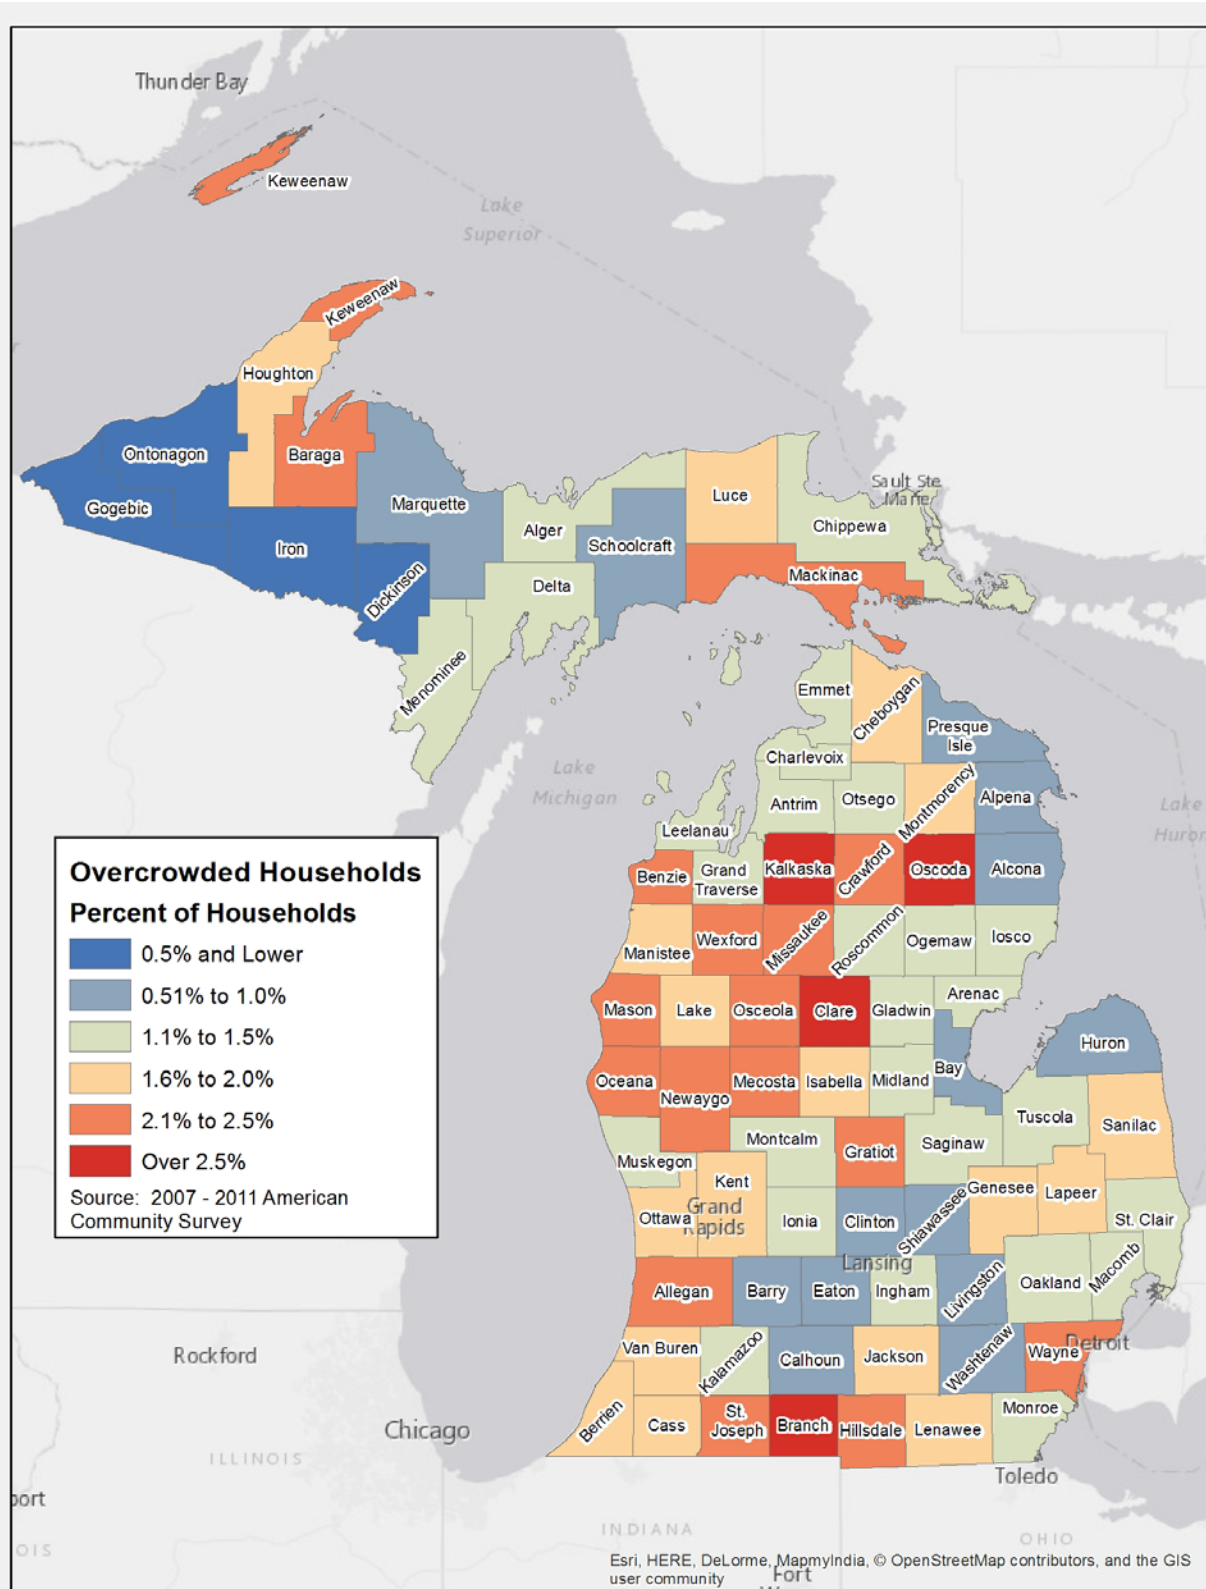 Thunder Bay
Keweenaw
Lake
Superior
Keweenaw
Houghton
Ontonagon
Baraga
Gogebic
Marquette
Iron
Dickinson
Alger
Schoolcraft
Luce
Sault Ste
Marie
Chippewa
Mackinac
Delta
Menominee
Emmet
Cheboygan
Presque
Isle
Charlevoix
Lake
Michigan
Antrim
Otsego
Montmorency
Alpena
Lake
Huron
Leelanau
Benzie
Grand
Traverse
Kalkaska
Crawford
Oscoda
Alcona
Manistee
Wexford
Missaukee
Roscommon
Ogemaw
Iosco
Mason
Lake
Osceola
Clare
Gladwin
Arenac
Huron
Oceana
Newaygo
Mecosta
Isabella
Midland
Bay
Tuscola
Sanilac
Muskegon
Montcalm
Gratiot
Saginaw
Kent
Ottawa
Grand
Rapids
Ionia
Clinton
Shiawassee
Genesee
Lapeer
St. Clair
Lansing
Allegan
Barry
Eaton
Ingham
Livingston
Oakland
Macomb
Van Buren
Kalamazoo
Calhoun
Jackson
Washtenaw
Wayne
Detroit
Berrien
Cass
St.
Joseph
Branch
Hillsdale
Lenawee
Monroe
Overcrowded Households
Percent of Households
0.5% and Lower
0.51% to 1.0%
1.1% to 1.5%
1.6% to 2.0%
2.1% to 2.5%
Over 2.5%
Source: 2007 - 2011 American
Community Survey
Rockford
Chicago
ILLINOIS
Toledo
port
OIS
INDIANA
OHIO
Esri, HERE, DeLorme, MapmyIndia, © OpenStreetMap contributors, and the GIS
user community
Fort